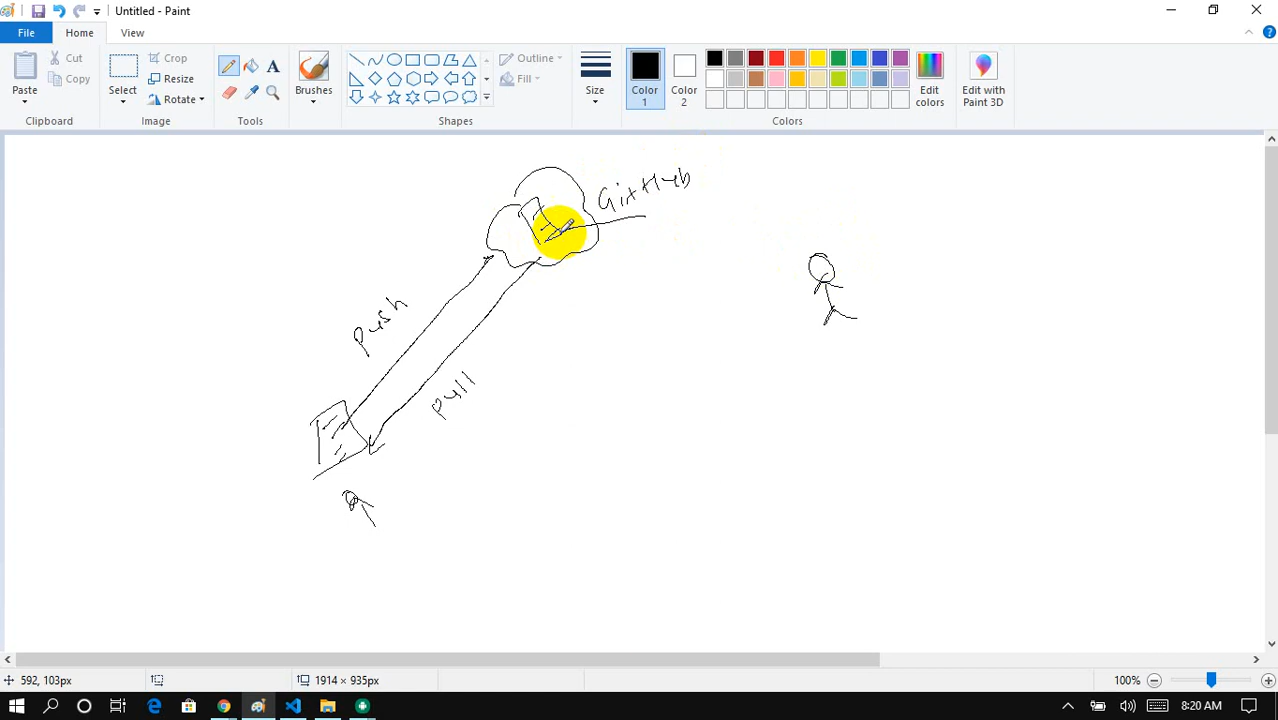 Untitled - Paint
File
Home
View
Paste
Cut
Copy
Clipboard
Select
Crop
Resize
Rotate
Image
A
Tools
Brushes
Outline
Fill
Shapes
Size
Color 1
Color 2
Edit colors
Colors
Edit with Paint 3D
GitHub
push
pull
592, 103px
1914 × 935px
100%
8:20 AM